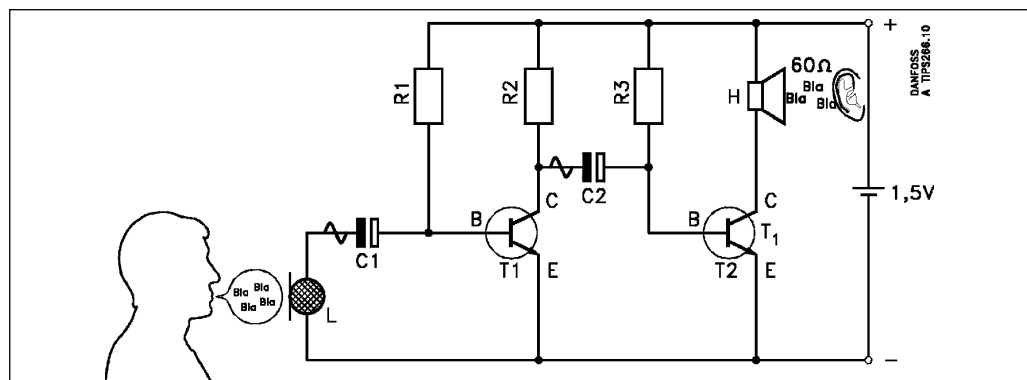 +
60Ω
DANFOSS
A TIPS266.10
R1
R2
R3
H
Bla
Bla
Bla
C
C2
C
1,5V
B
B
T1
C1
T1
T2
E
E
Bla
Bla
Bla
Bla
L
–